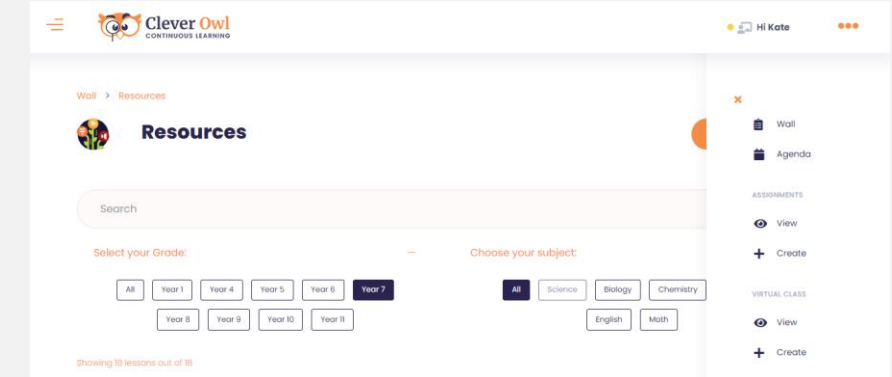 Clever Owl
CONTINUOUS LEARNING
Hi Kate
Wall > Resources
Resources
Search
Select your Grade:
All Year 1 Year 4 Year 5 Year 6 Year 7
Year 8 Year 9 Year 10 Year 11
Choose your subject:
All Science Biology Chemistry
English Math
Showing 18 lessons out of 18
Wall
Agenda
ASSIGNMENTS
View
Create
VIRTUAL CLASS
View
Create